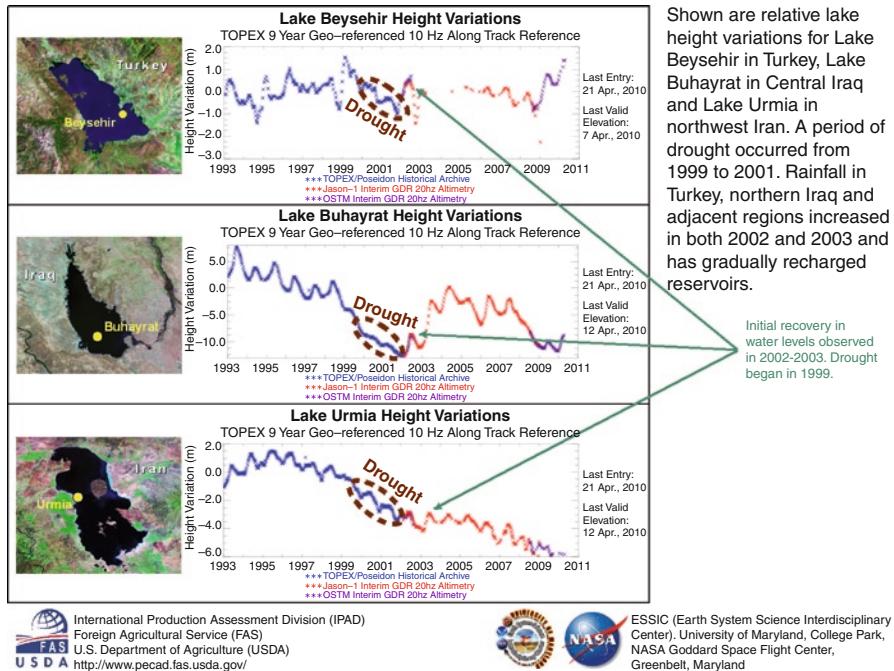 Lake Beysehir Height Variations
TOPEX 9 Year Geo–referenced 10 Hz Along Track Reference
Turkey
Beysehir
Height Variation (m)
2.0
1.0
0.0
−1.0
−2.0
−3.0
Drought
1993 1995 1997 1999 2001 2003 2005 2007 2009 2011
∗∗∗TOPEX/Poseidon Historical Archive
∗∗∗Jason–1 Interim GDR 20hz Altimetry
∗∗∗OSTM Interim GDR 20hz Altimetry
Last Entry:
21 Apr., 2010
Last Valid
Elevation:
7 Apr., 2010
Lake Buhayrat Height Variations
TOPEX 9 Year Geo–referenced 10 Hz Along Track Reference
Iraq
Buhayrat
Height Variation (m)
5.0
0.0
−5.0
−10.0
Drought
1993 1995 1997 1999 2001 2003 2005 2007 2009 2011
∗∗∗TOPEX/Poseidon Historical Archive
∗∗∗Jason–1 Interim GDR 20hz Altimetry
∗∗∗OSTM Interim GDR 20hz Altimetry
Last Entry:
21 Apr., 2010
Last Valid
Elevation:
12 Apr., 2010
Lake Urmia Height Variations
TOPEX 9 Year Geo–referenced 10 Hz Along Track Reference
Iran
Urmia
Height Variation (m)
2.0
0.0
−2.0
−4.0
−6.0
Drought
1993 1995 1997 1999 2001 2003 2005 2007 2009 2011
∗∗∗TOPEX/Poseidon Historical Archive
∗∗∗Jason–1 Interim GDR 20hz Altimetry
∗∗∗OSTM Interim GDR 20hz Altimetry
Last Entry:
21 Apr., 2010
Last Valid
Elevation:
12 Apr., 2010
Shown are relative lake
height variations for Lake
Beysehir in Turkey, Lake
Buhayrat in Central Iraq
and Lake Urmia in
northwest Iran. A period of
drought occurred from
1999 to 2001. Rainfall in
Turkey, northern Iraq and
adjacent regions increased
in both 2002 and 2003 and
has gradually recharged
reservoirs.
Initial recovery in
water levels observed
in 2002-2003. Drought
began in 1999.
FAS
USDA
International Production Assessment Division (IPAD)
Foreign Agricultural Service (FAS)
U.S. Department of Agriculture (USDA)
http://www.pecad.fas.usda.gov/
NASA
ESSIC (Earth System Science Interdisciplinary
Center). University of Maryland, College Park,
NASA Goddard Space Flight Center,
Greenbelt, Maryland